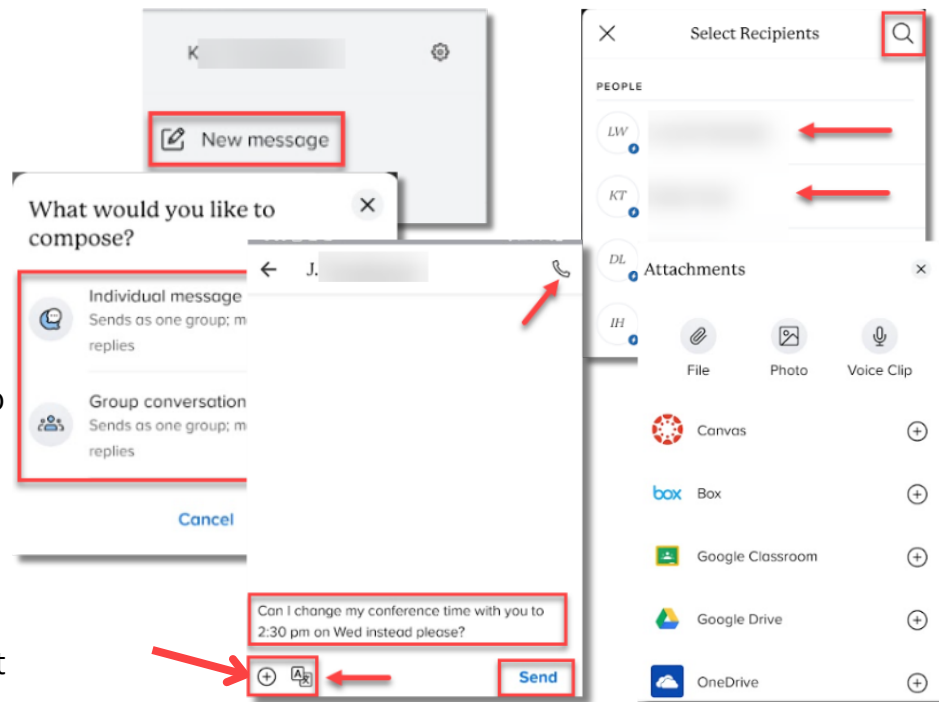 K
New message
What would you like to
compose?
Individual message
Sends as one group; m
replies
Group conversation
Sends as one group; m
replies
Cancel
J.
Can I change my conference time with you to
2:30 pm on Wed instead please?
Send
Select Recipients
PEOPLE
LW
KT
DL
IH
Attachments
File
Photo
Voice Clip
Canvas
box Box
Google Classroom
Google Drive
OneDrive